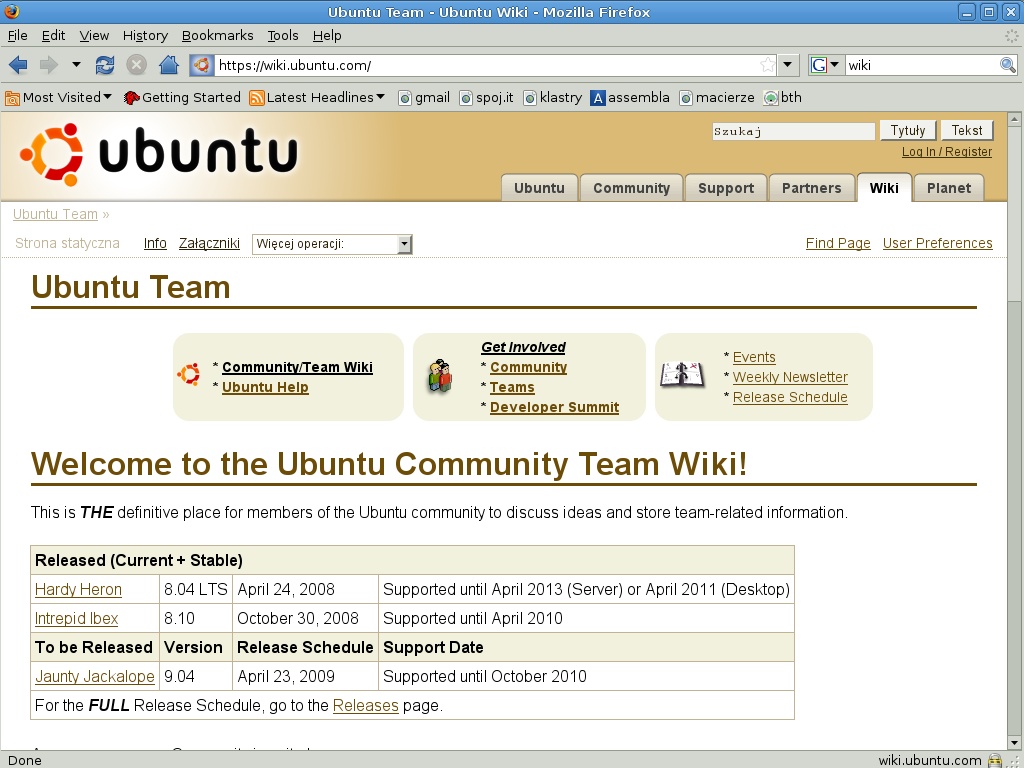 Ubuntu Team - Ubuntu Wiki - Mozilla Firefox
File Edit View History Bookmarks Tools Help
https://wiki.ubuntu.com/ G wiki
Most Visited Getting Started Latest Headlines gmail spoj.it klastry A assembla macierze bth
ubuntu
Szukaj Tytuły Tekst
Log In / Register
Ubuntu Community Support Partners Wiki Planet
Ubuntu Team »
Strona statyczna Info Załączniki Więcej operacji: Find Page User Preferences
Ubuntu Team
* Community/Team Wiki
* Ubuntu Help
Get Involved
* Community
* Teams
* Developer Summit
* Events
* Weekly Newsletter
* Release Schedule
Welcome to the Ubuntu Community Team Wiki!
This is THE definitive place for members of the Ubuntu community to discuss ideas and store team-related information.
Released (Current + Stable)
Hardy Heron 8.04 LTS April 24, 2008 Supported until April 2013 (Server) or April 2011 (Desktop)
Intrepid Ibex 8.10 October 30, 2008 Supported until April 2010
To be Released Version Release Schedule Support Date
Jaunty Jackalope 9.04 April 23, 2009 Supported until October 2010
For the FULL Release Schedule, go to the Releases page.
Done wiki.ubuntu.com